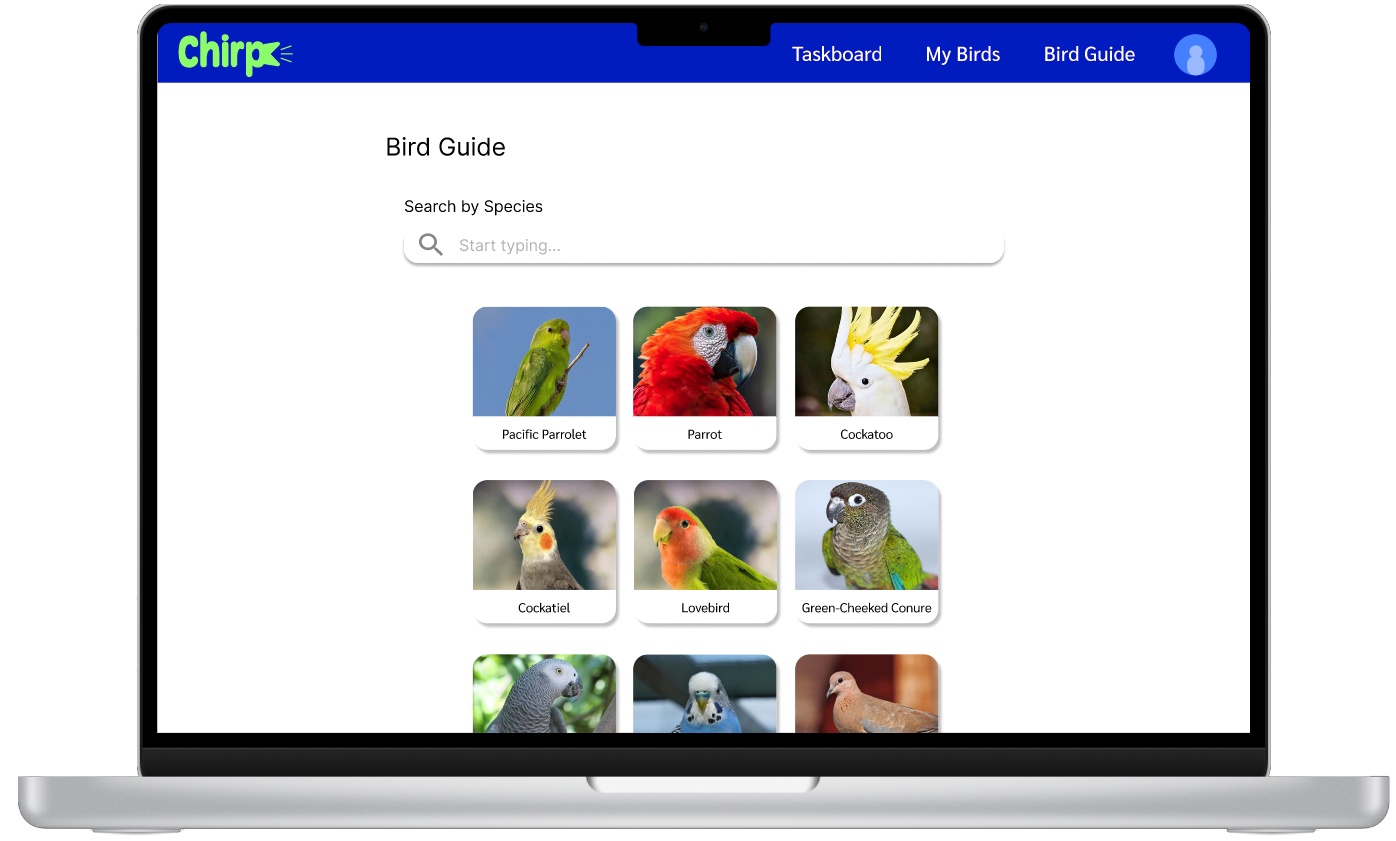 Chirp
Taskboard
My Birds
Bird Guide
Bird Guide
Search by Species
Start typing...
Pacific Parrolet
Parrot
Cockatoo
Cockatiel
Lovebird
Green-Cheeked Conure